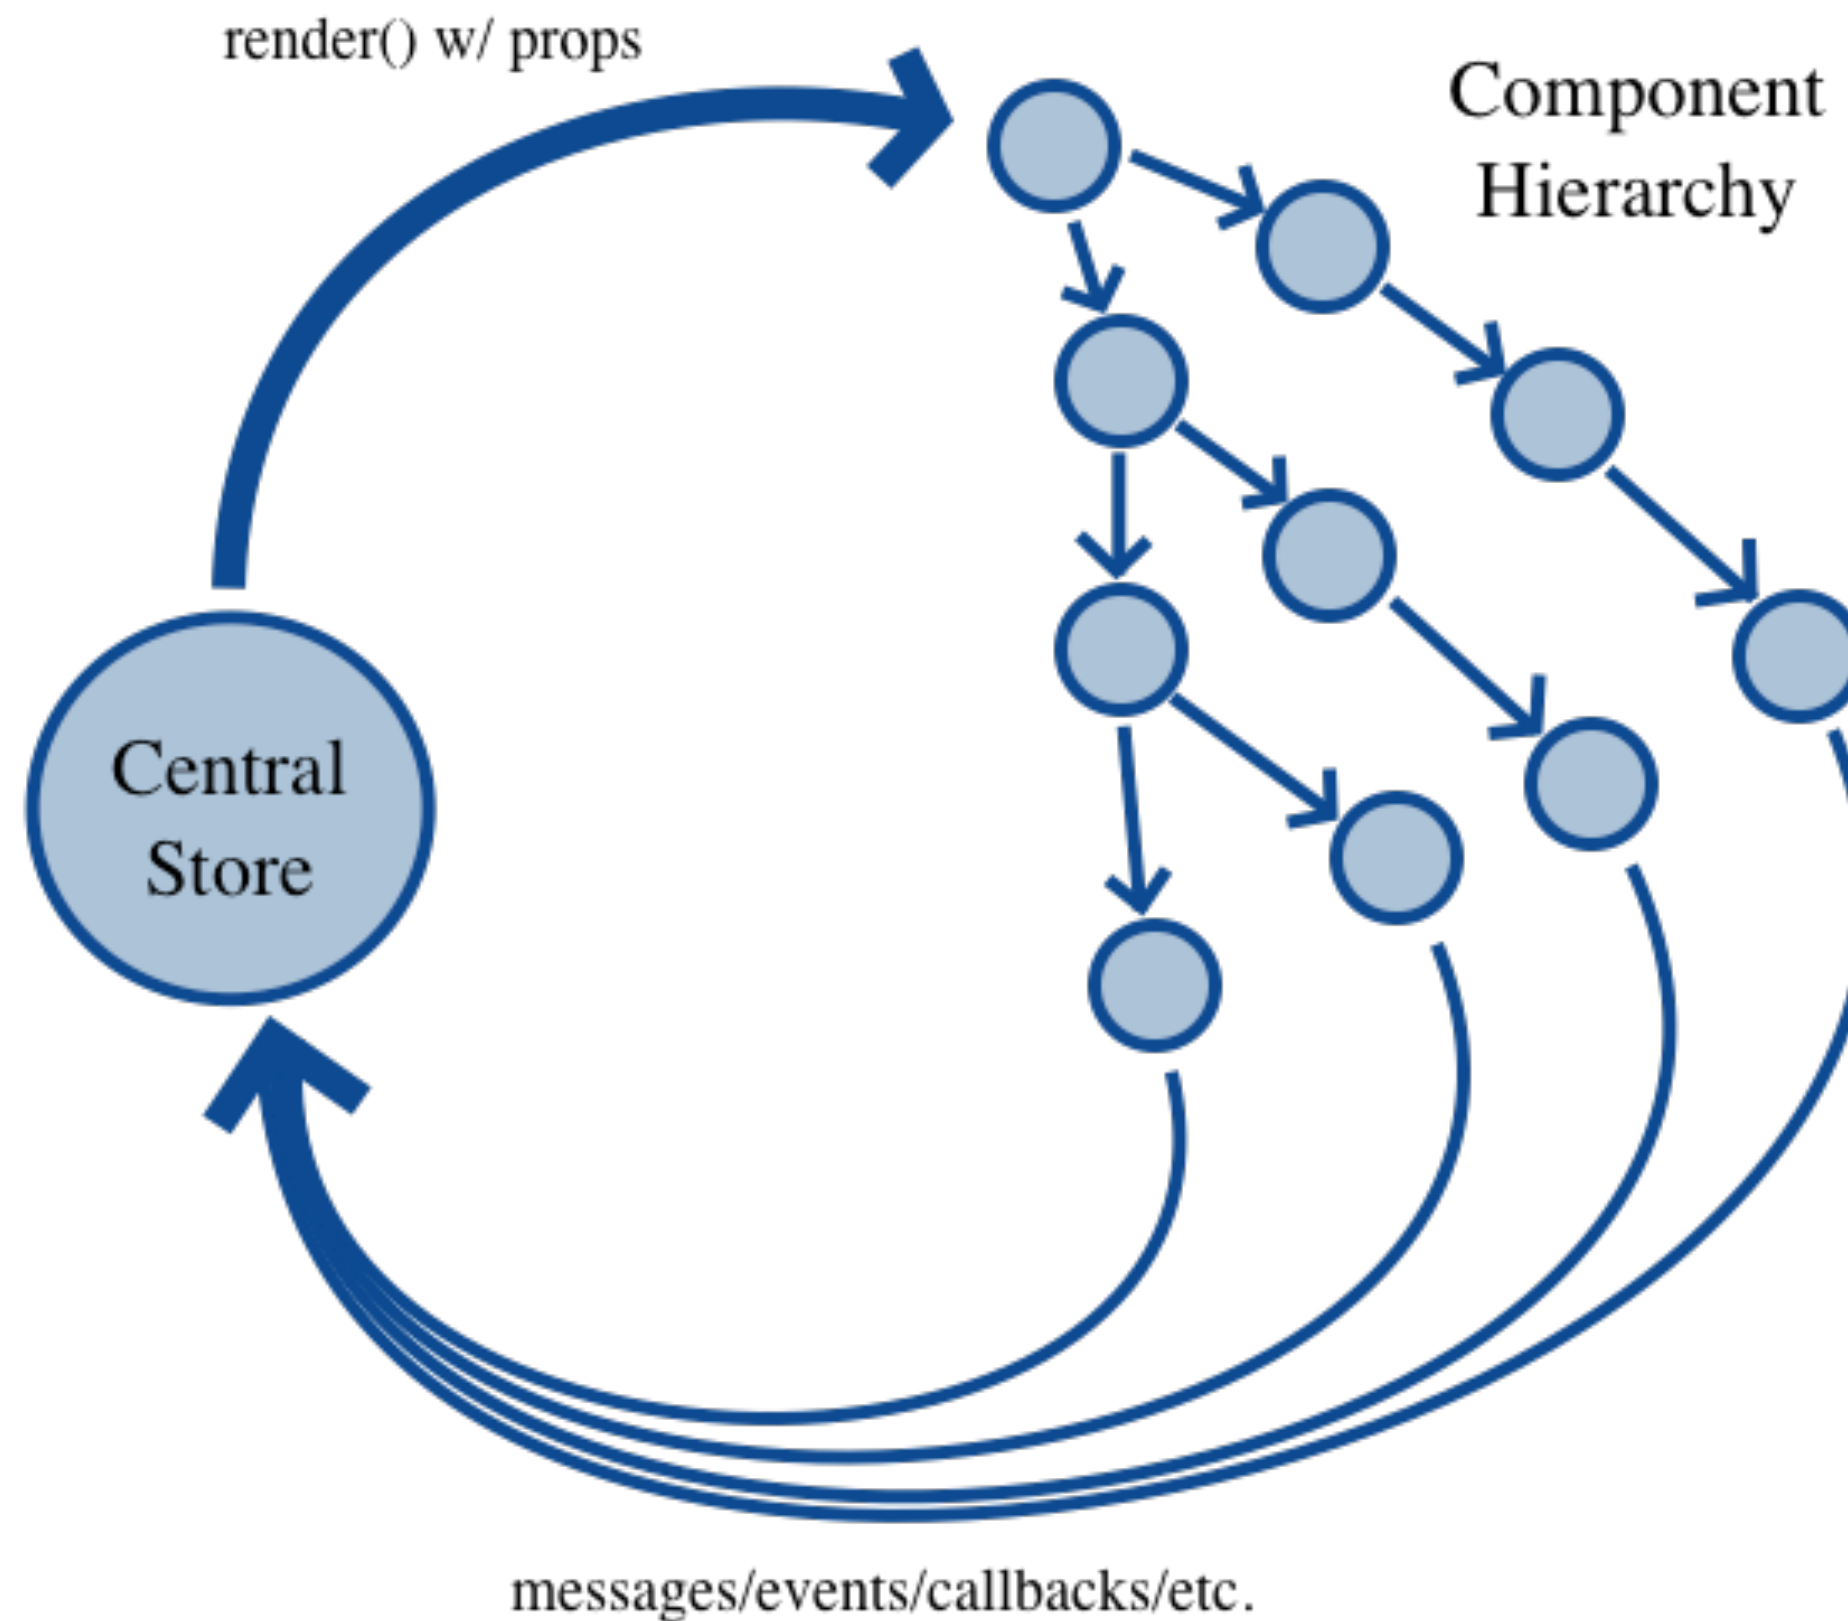 render() w/ props
Component
Hierarchy
Central
Store
messages/events/callbacks/etc.